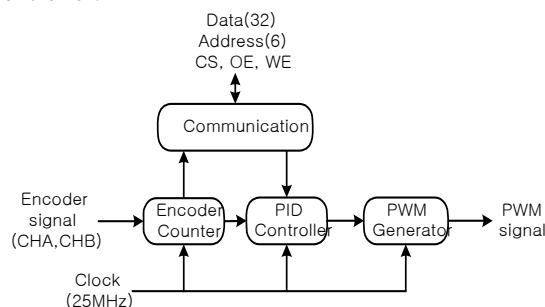 Data(32)
Address(6)
CS, OE, WE
Communication
Encoder
signal
(CHA,CHB)
Encoder
Counter
PID
Controller
PWM
Generator
PWM
signal
Clock
(25MHz)